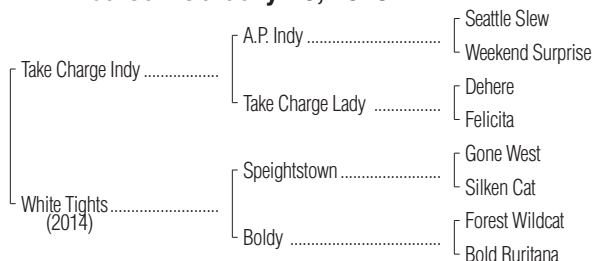 Seattle Slew
A.P. Indy
Weekend Surprise
Take Charge Indy
Dehere
Take Charge Lady
Felicita
Gone West
Speightstown
Silken Cat
White Tights
(2014)
Forest Wildcat
Boldy
Bold Ruritana